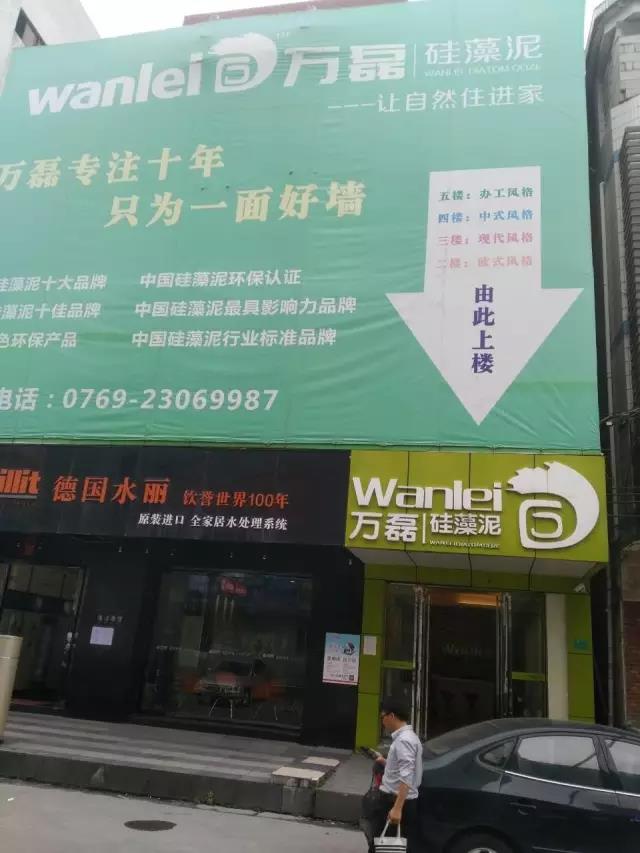 wanlei 万磊 硅藻泥
WANLEI DIATOM OOZE
---让自然住进家
万磊专注十年
只为一面好墙
五楼：办工风格
四楼：中式风格
三楼：现代风格
二楼：欧式风格
由此上楼
硅藻泥十大品牌 中国硅藻泥环保认证
藻泥十佳品牌 中国硅藻泥最具影响力品牌
色环保产品 中国硅藻泥行业标准品牌
电话：0769-23069987
illit 德国水丽 饮誉世界100年
原装进口 全家居水处理系统
Wanlei
万磊 硅藻泥
WANLEIDIATOMOOZE